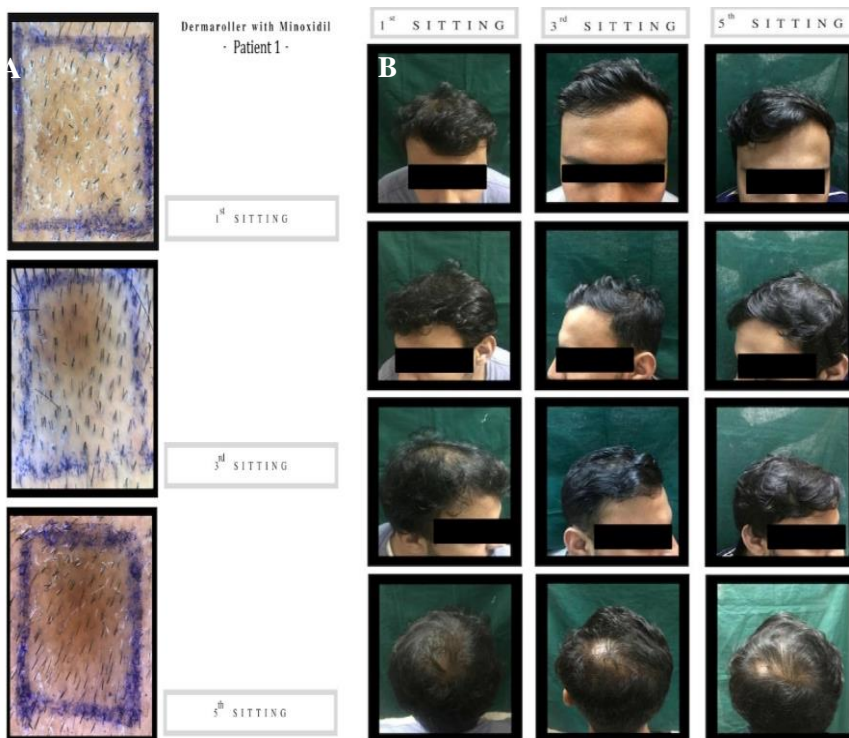 A
Dermaroller with Minoxidil
- Patient 1 -
1st SITTING
3rd SITTING
5th SITTING
B
1st SITTING
3rd SITTING
5th SITTING